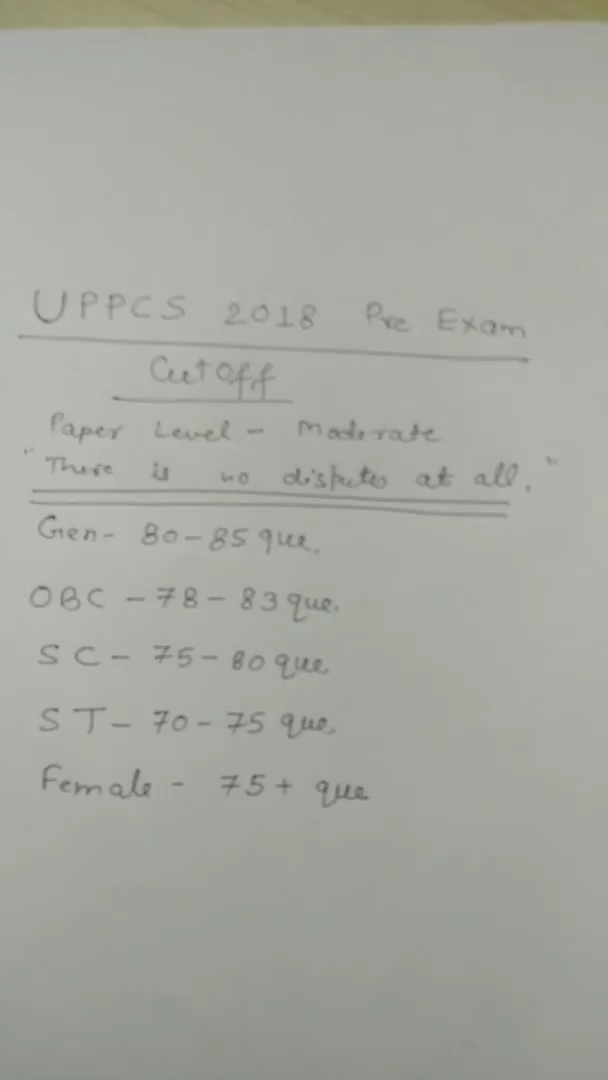 UPPCS 2018 Pre Exam
Cut Off
Paper Level - Moderate
"There is no disputes at all."
Gen - 80 - 85 que.
OBC - 78 - 83 que.
SC - 75 - 80 que
ST - 70 - 75 que
Female - 75+ que